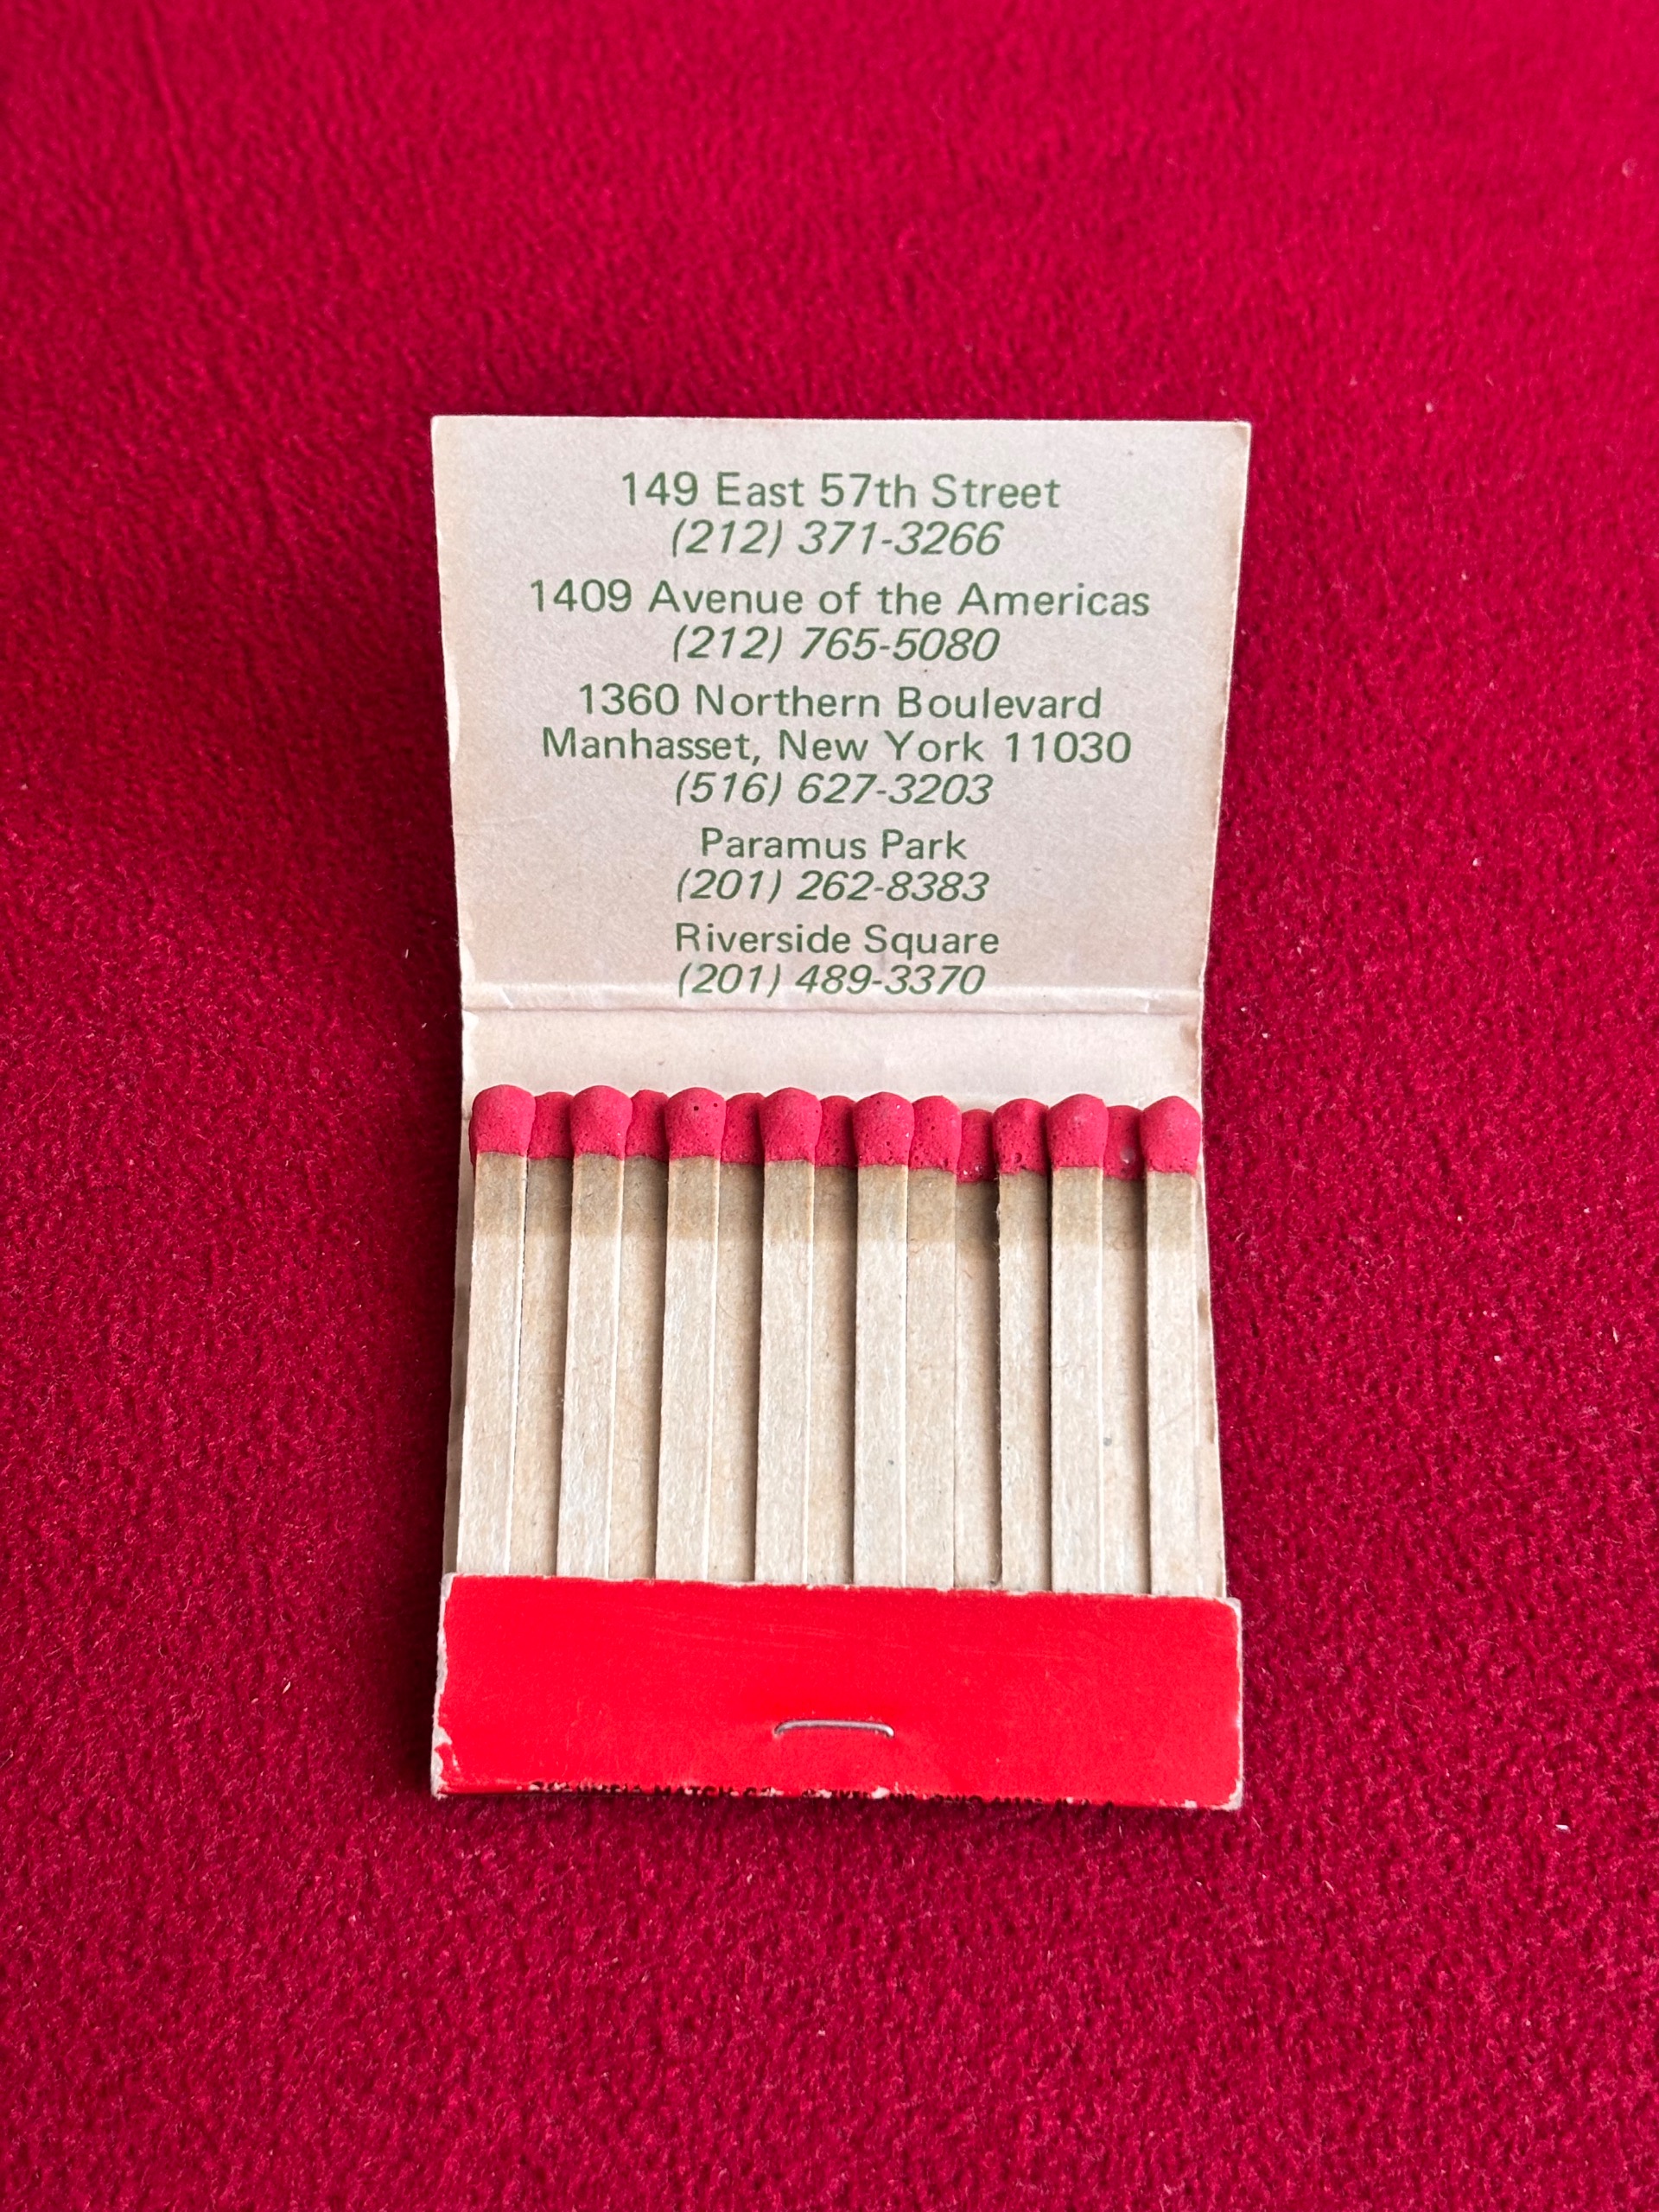 149 East 57th Street
(212) 371-3266
1409 Avenue of the Americas
(212) 765-5080
1360 Northern Boulevard
Manhasset, New York 11030
(516) 627-3203
Paramus Park
(201) 262-8383
Riverside Square
(201) 489-3370